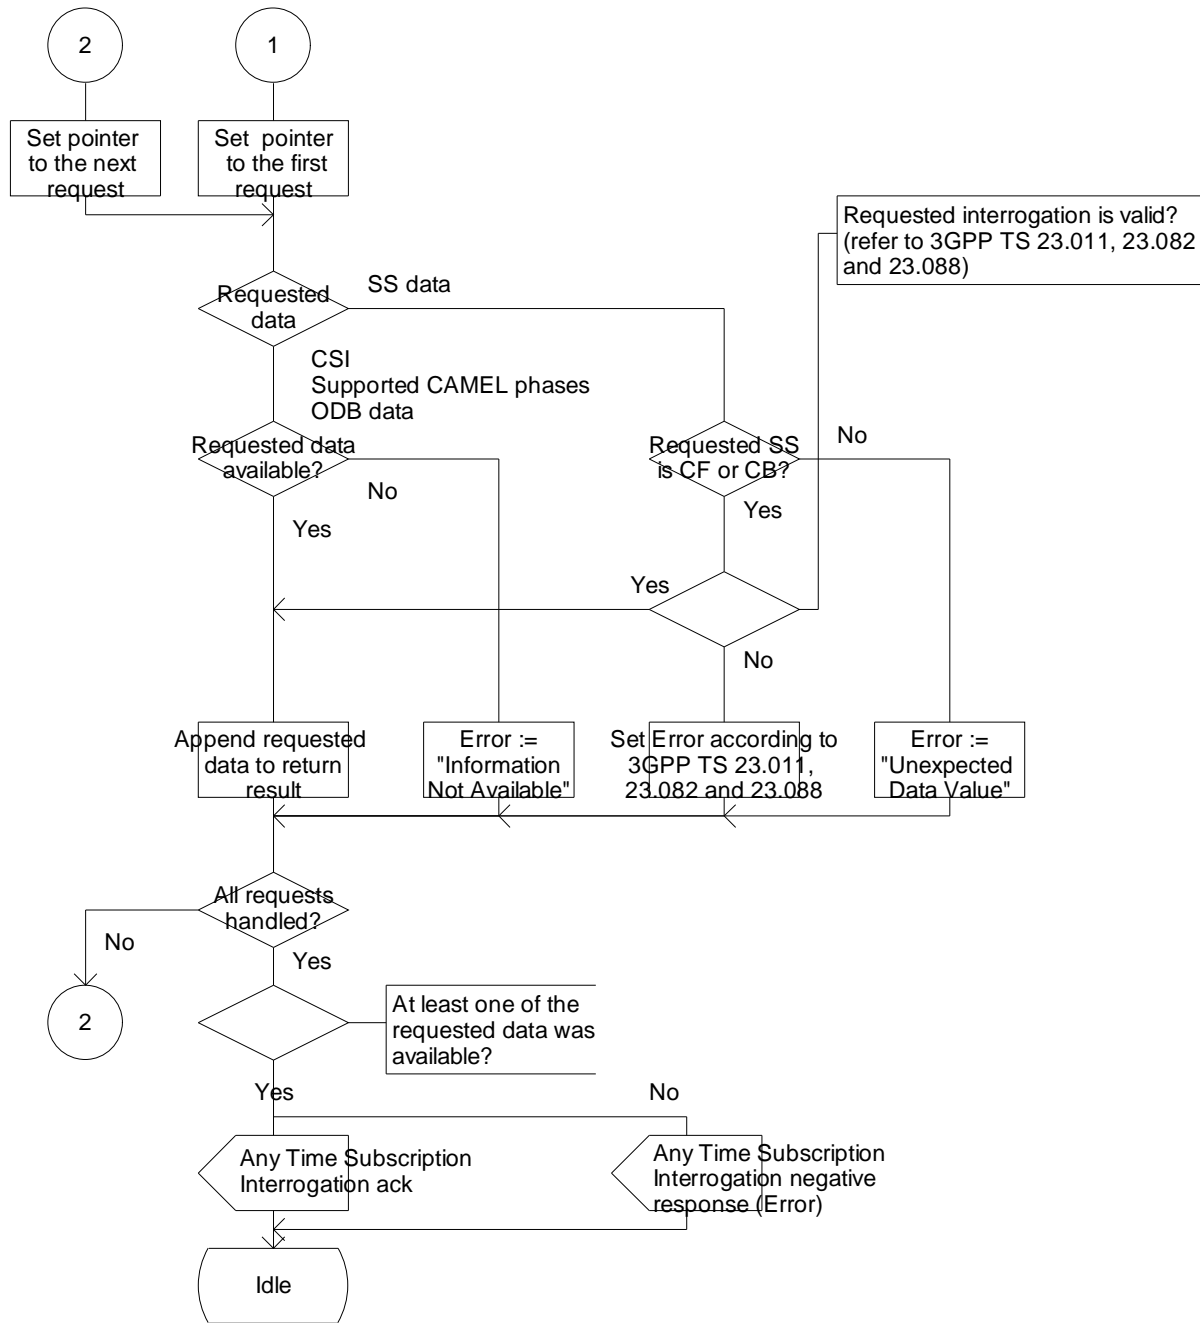 2
1
Set pointer
to the next
request
Set pointer
to the first
request
Requested interrogation is valid?
(refer to 3GPP TS 23.011, 23.082
and 23.088)
Requested
data
SS data
CSI
Supported CAMEL phases
ODB data
Requested data
available?
No
Yes
Requested SS
is CF or CB?
No
Yes
Yes
No
Append requested
data to return
result
Error :=
"Information
Not Available"
Set Error according to
3GPP TS 23.011,
23.082 and 23.088
Error :=
"Unexpected
Data Value"
All requests
handled?
No
Yes
2
At least one of the
requested data was
available?
Yes
No
Any Time Subscription
Interrogation ack
Any Time Subscription
Interrogation negative
response (Error)
Idle